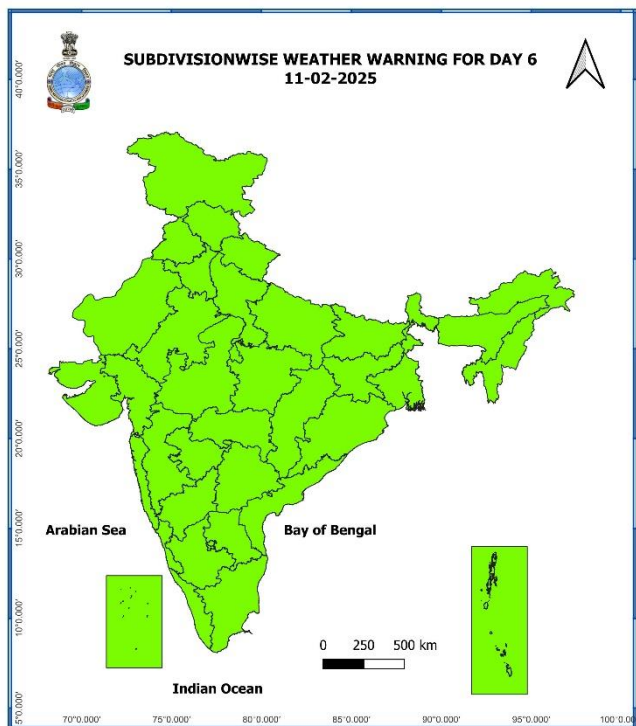 SUBDIVISIONWISE WEATHER WARNING FOR DAY 6
11-02-2025
40°0.000'
35°0.000'
30°0.000'
25°0.000'
20°0.000'
15°0.000'
10°0.000'
5°0.000'
Arabian Sea
Bay of Bengal
0 250 500 km
Indian Ocean
70°0.000' 75°0.000' 80°0.000' 85°0.000' 90°0.000' 95°0.000' 100°0.00